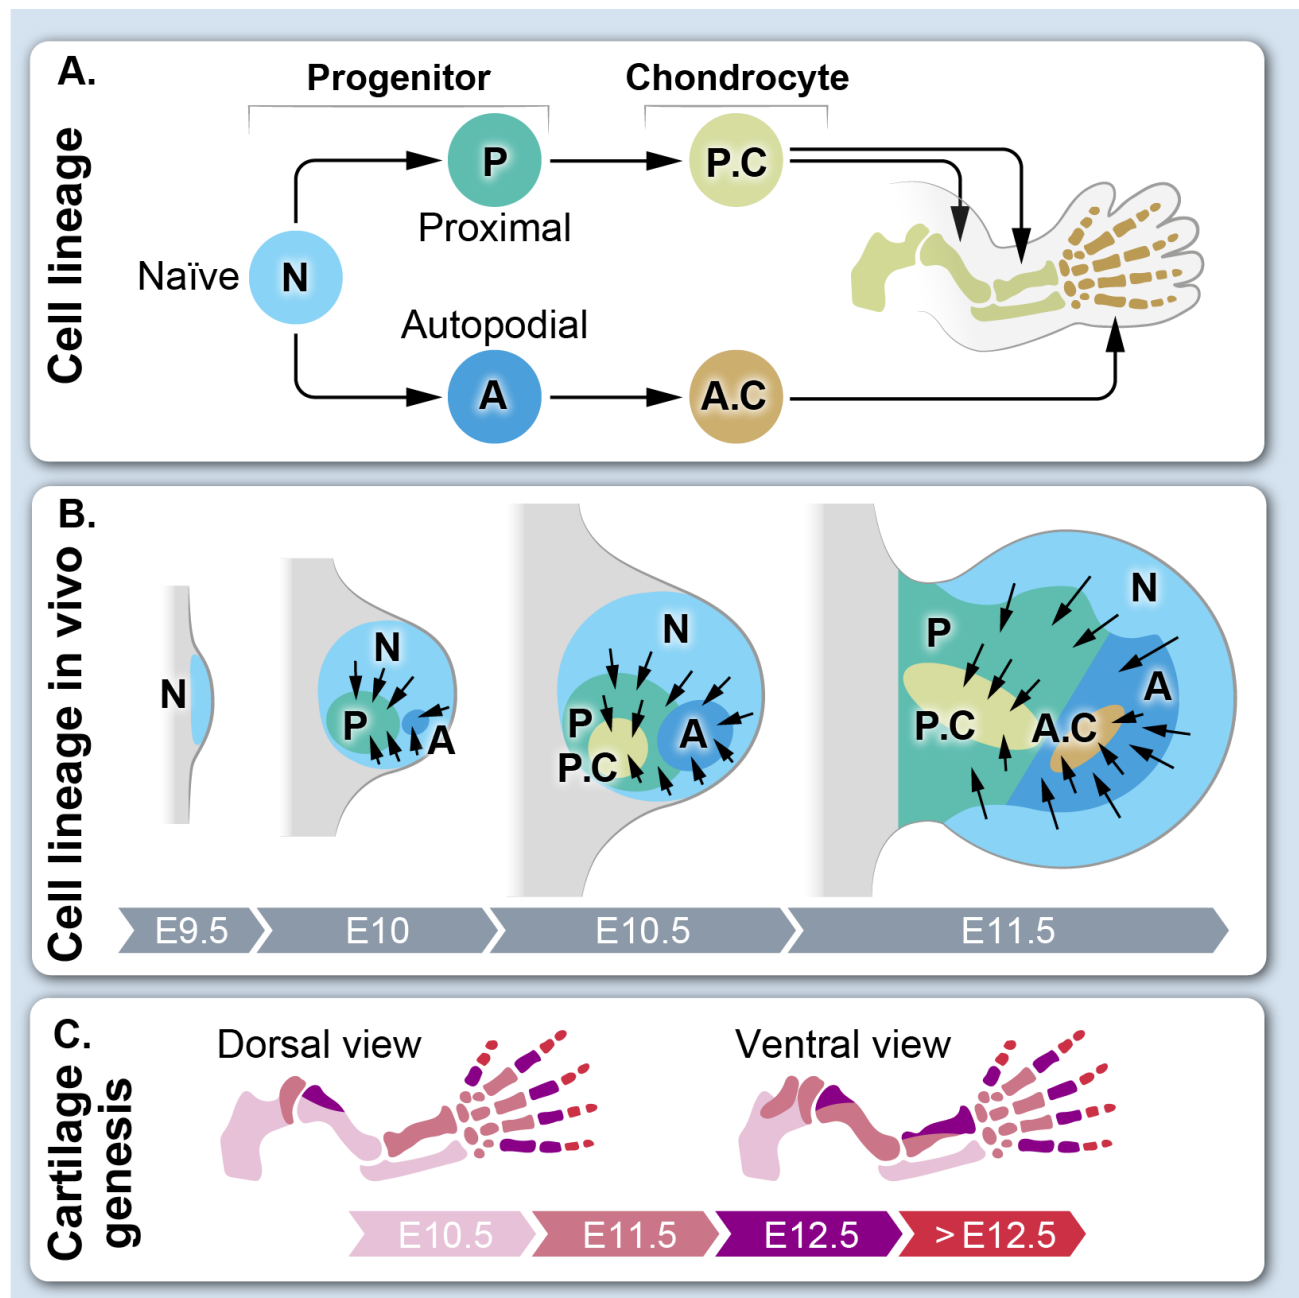 A.
Cell lineage
Progenitor
Chondrocyte
P
P.C
Proximal
Naïve
N
Autopodial
A
A.C
B.
Cell lineage in vivo
N
N
P
A
N
P
P.C
A
N
P
A
P.C
A.C
E9.5
E10
E10.5
E11.5
C.
Cartilage
genesis
Dorsal view
Ventral view
E10.5
E11.5
E12.5
> E12.5